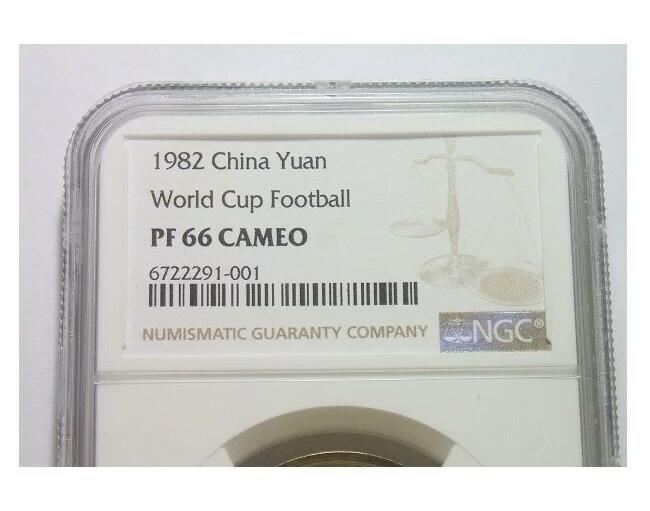 1982 China Yuan
World Cup Football
PF 66 CAMEO
6722291-001
NUMISMATIC GUARANTY COMPANY NGC®